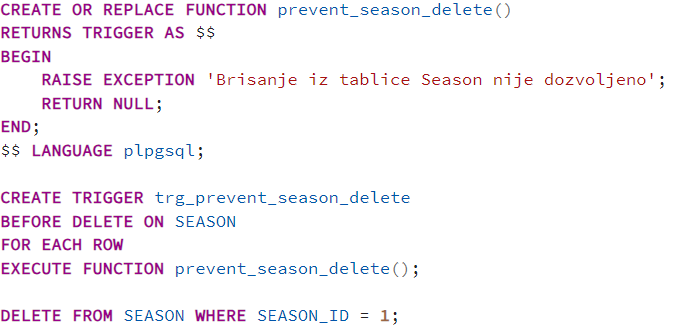 CREATE OR REPLACE FUNCTION prevent_season_delete()
RETURNS TRIGGER AS $$
BEGIN
    RAISE EXCEPTION 'Brisanje iz tablice Season nije dozvoljeno';
    RETURN NULL;
END;
$$ LANGUAGE plpgsql;

CREATE TRIGGER trg_prevent_season_delete
BEFORE DELETE ON SEASON
FOR EACH ROW
EXECUTE FUNCTION prevent_season_delete();

DELETE FROM SEASON WHERE SEASON_ID = 1;